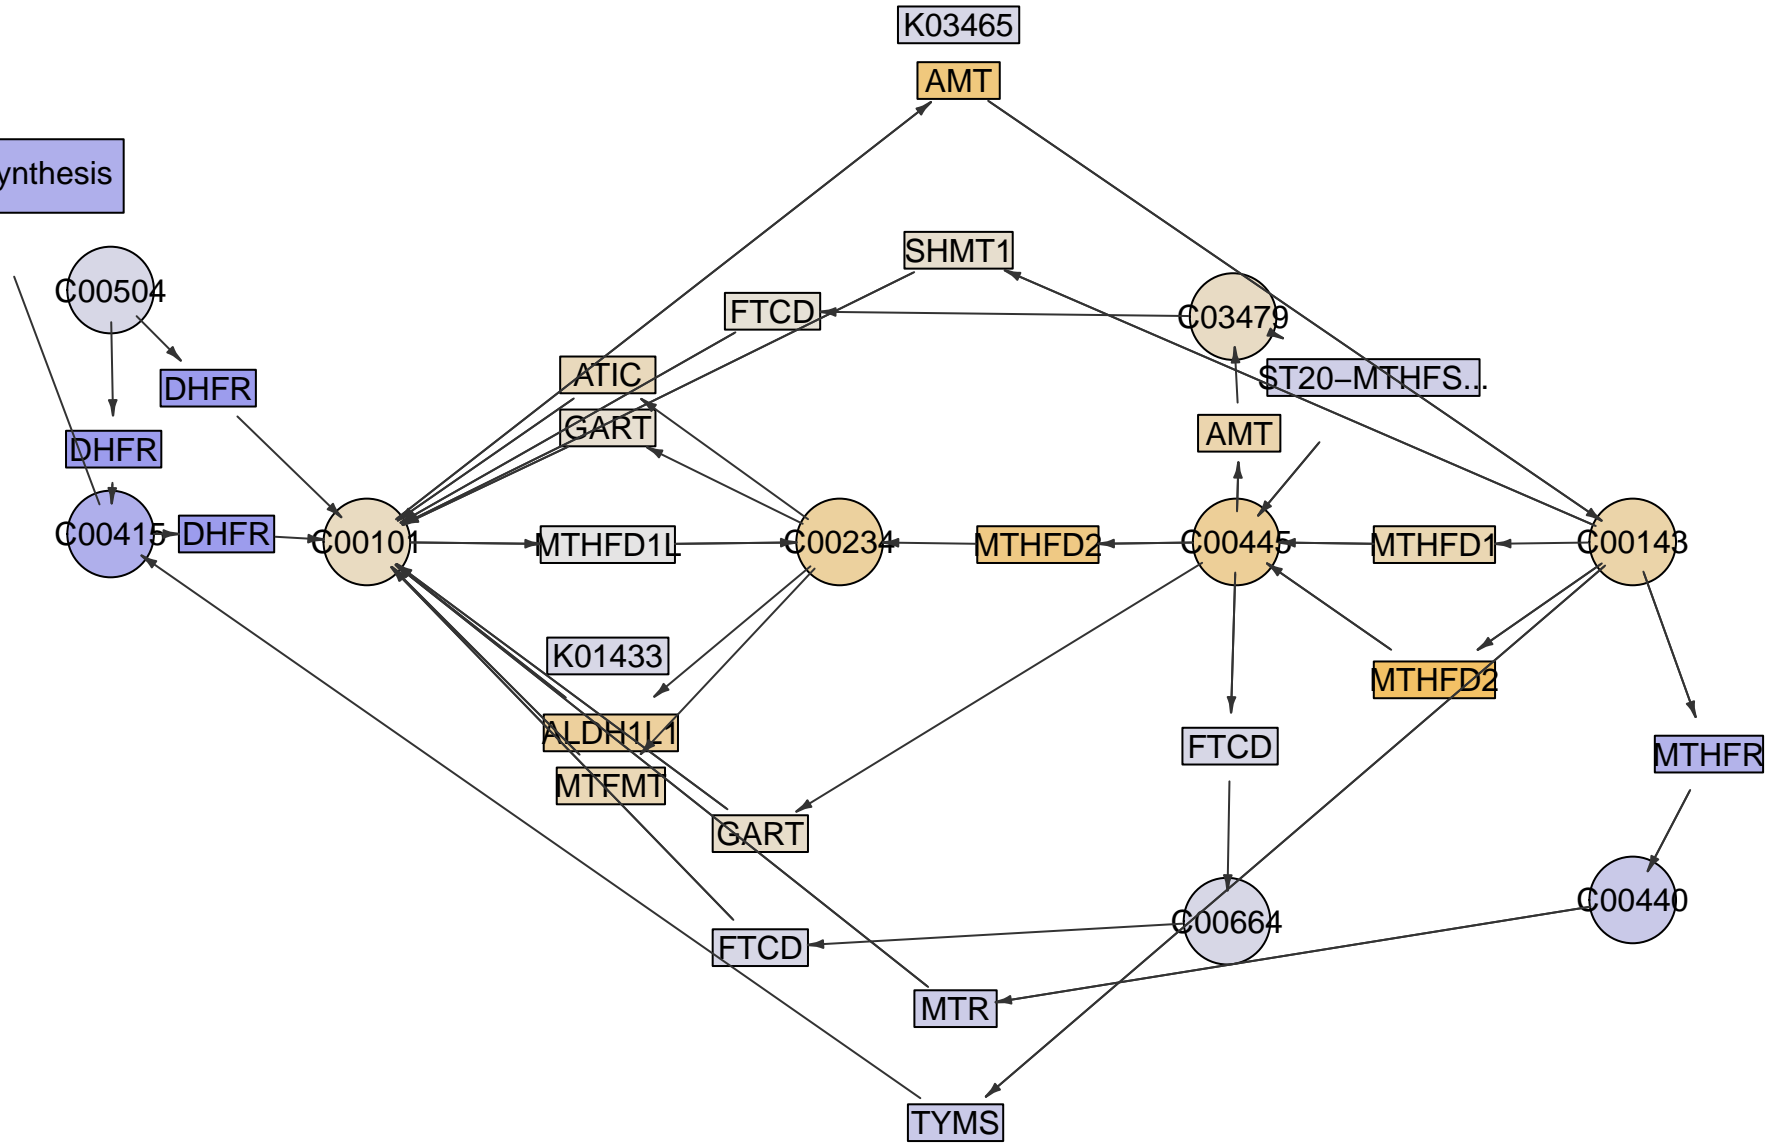 K03465
AMT
ynthesis
SHMT1
C00504
FTCD
C03479
ATIC
DHFR
ST20−MTHFS...
GART
AMT
DHFR
C00415
DHFR
C00101
MTHFD1L
C00234
MTHFD2
C00445
MTHFD1
C00143
K01433
MTHFD2
ALDH1L1
FTCD
MTHFR
MTFMT
GART
C00440
C00664
FTCD
MTR
TYMS